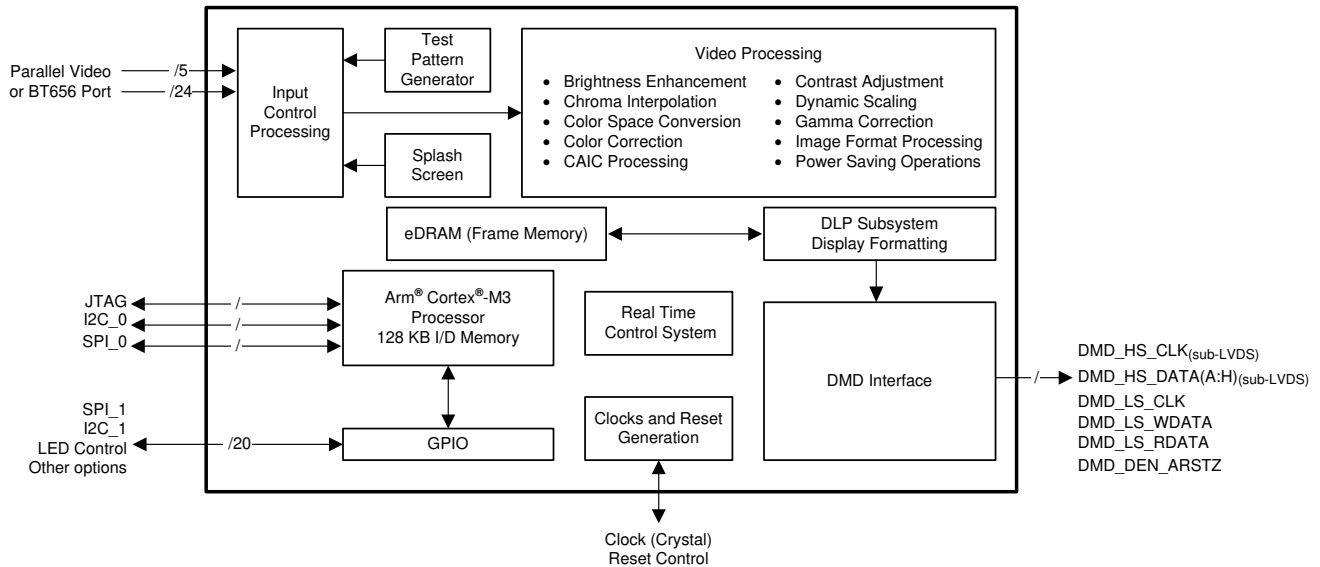 Parallel Video
or BT656 Port
/5
/24
Input
Control
Processing
Test
Pattern
Generator
Splash
Screen
Video Processing
• Brightness Enhancement
• Chroma Interpolation
• Color Space Conversion
• Color Correction
• CAIC Processing
• Contrast Adjustment
• Dynamic Scaling
• Gamma Correction
• Image Format Processing
• Power Saving Operations
eDRAM (Frame Memory)
DLP Subsystem
Display Formatting
JTAG
I2C_0
SPI_0
/
/
/
Arm® Cortex®-M3
Processor
128 KB I/D Memory
Real Time
Control System
DMD Interface
/
DMD_HS_CLK(sub-LVDS)
DMD_HS_DATA(A:H)(sub-LVDS)
DMD_LS_CLK
DMD_LS_WDATA
DMD_LS_RDATA
DMD_DEN_ARSTZ
SPI_1
I2C_1
LED Control
Other options
/20
GPIO
Clocks and Reset
Generation
Clock (Crystal)
Reset Control